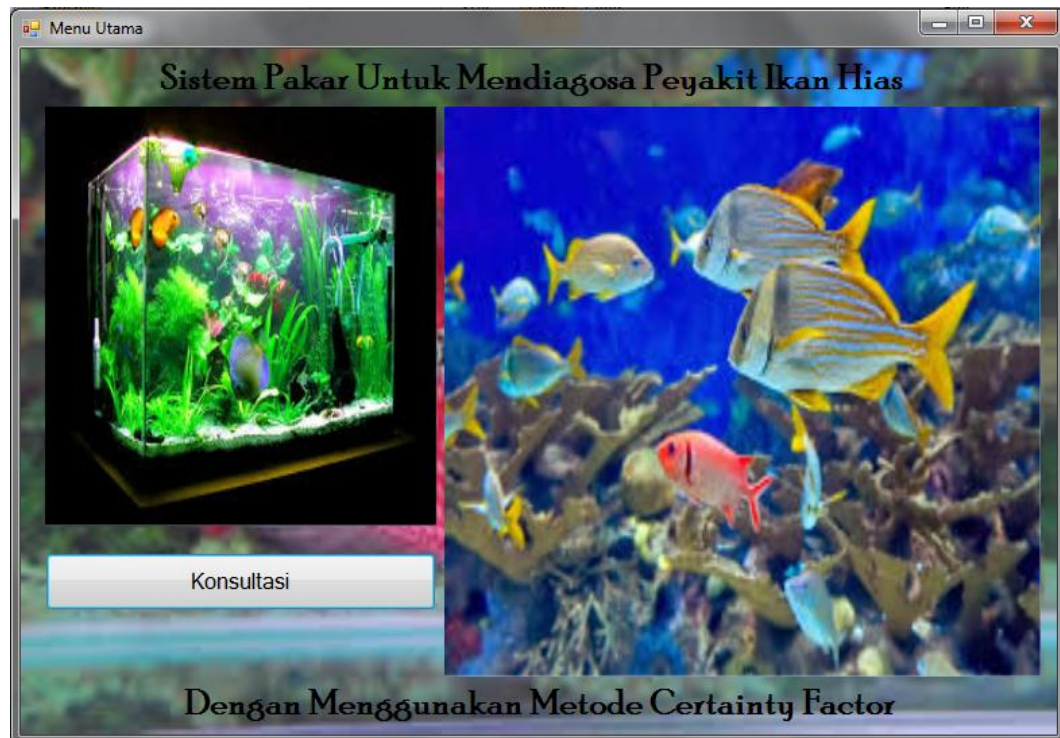 Menu Utama
Sistem Pakar Untuk Mendiagosa Peyakit Ikan Hias
Konsultasi
Dengan Menggunakan Metode Certainty Factor